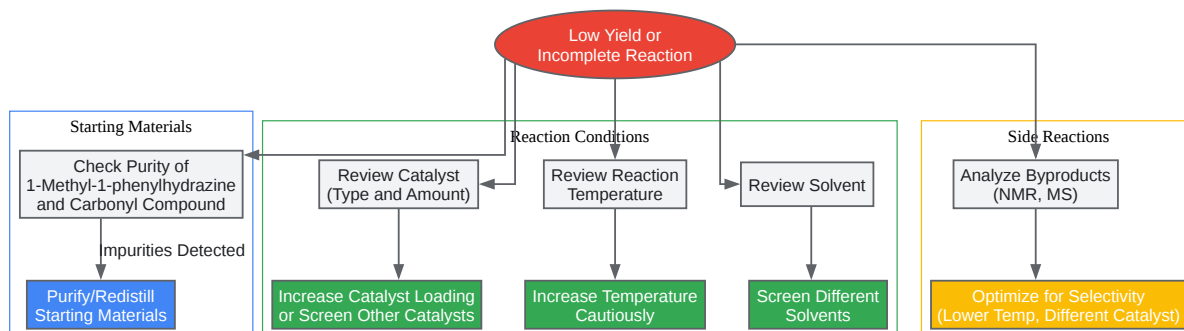 Low Yield or
Incomplete Reaction
Starting Materials
Reaction Conditions
Side Reactions
Check Purity of
1-Methyl-1-phenylhydrazine
and Carbonyl Compound
Review Catalyst
(Type and Amount)
Review Reaction
Temperature
Review Solvent
Analyze Byproducts
(NMR, MS)
Impurities Detected
Purify/Redistill
Starting Materials
Increase Catalyst Loading
or Screen Other Catalysts
Increase Temperature
Cautiously
Screen Different
Solvents
Optimize for Selectivity
(Lower Temp, Different Catalyst)